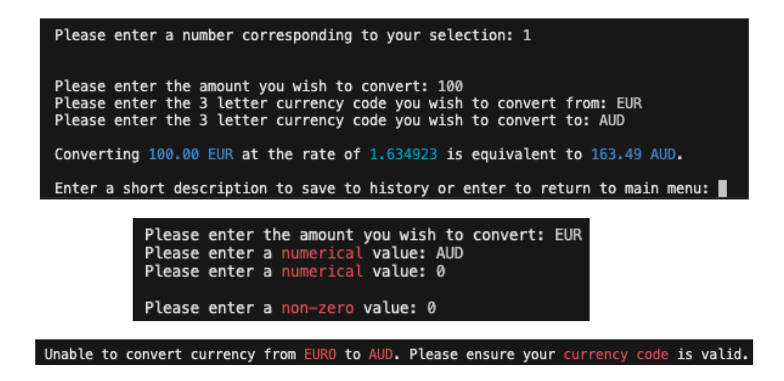 Please enter a number corresponding to your selection: 1
Please enter the amount you wish to convert: 100
Please enter the 3 letter currency code you wish to convert from: EUR
Please enter the 3 letter currency code you wish to convert to: AUD
Converting 100.00 EUR at the rate of 1.634923 is equivalent to 163.49 AUD.
Enter a short description to save to history or enter to return to main menu:
Please enter the amount you wish to convert: EUR
Please enter a numerical value: AUD
Please enter a numerical value: 0
Please enter a non-zero value: 0
Unable to convert currency from EURO to AUD. Please ensure your currency code is valid.